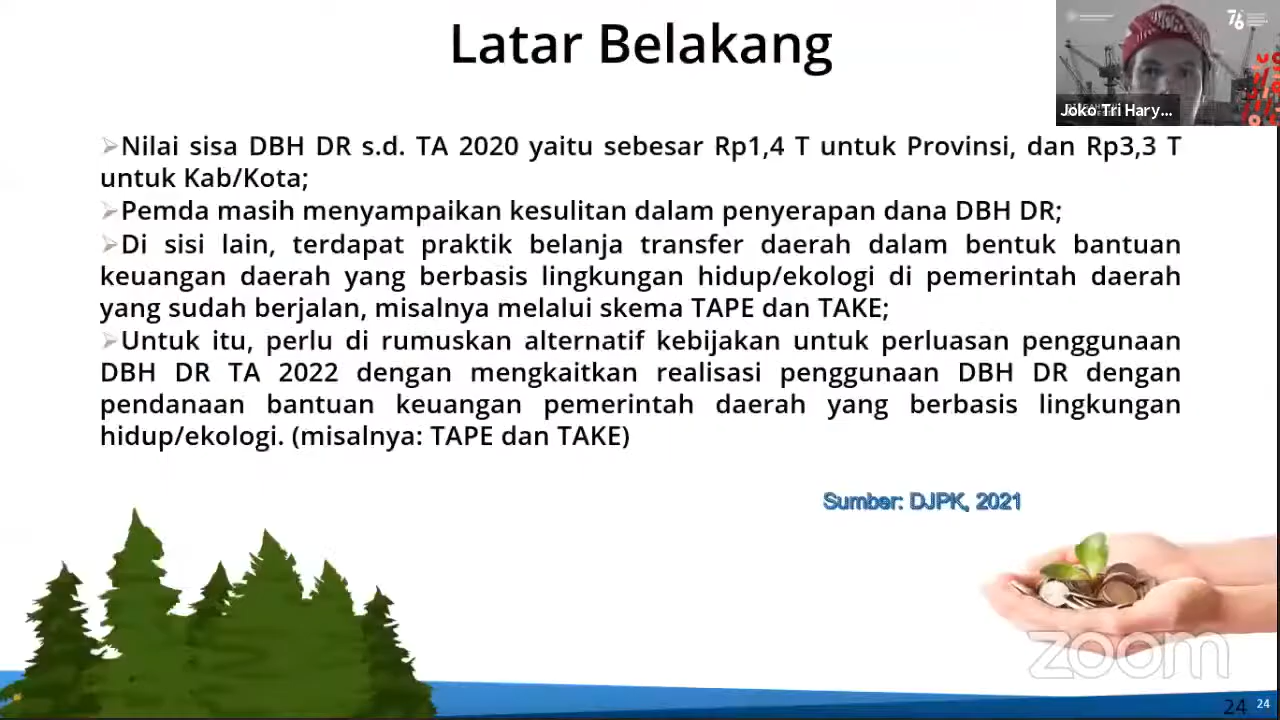 Latar Belakang
76
Joko Tri Hary...
➢Nilai sisa DBH DR s.d. TA 2020 yaitu sebesar Rp1,4 T untuk Provinsi, dan Rp3,3 T
untuk Kab/Kota;
➢Pemda masih menyampaikan kesulitan dalam penyerapan dana DBH DR;
➢Di sisi lain, terdapat praktik belanja transfer daerah dalam bentuk bantuan
keuangan daerah yang berbasis lingkungan hidup/ekologi di pemerintah daerah
yang sudah berjalan, misalnya melalui skema TAPE dan TAKE;
➢Untuk itu, perlu di rumuskan alternatif kebijakan untuk perluasan penggunaan
DBH DR TA 2022 dengan mengkaitkan realisasi penggunaan DBH DR dengan
pendanaan bantuan keuangan pemerintah daerah yang berbasis lingkungan
hidup/ekologi. (misalnya: TAPE dan TAKE)
Sumber: DJPK, 2021
zoom
24 24